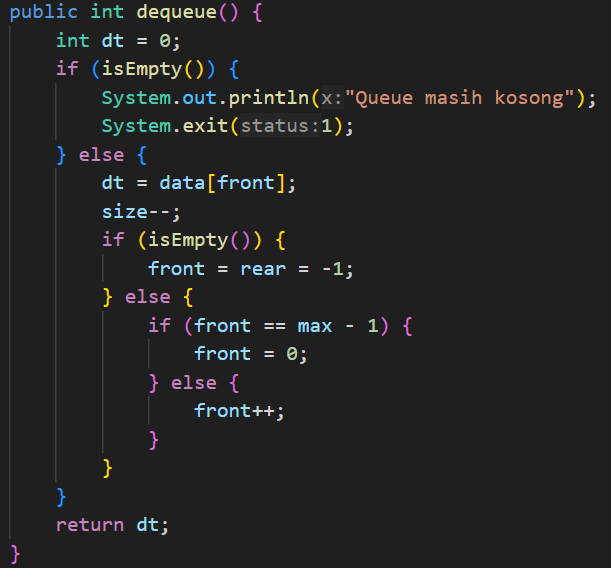 public int dequeue() {
    int dt = 0;
    if (isEmpty()) {
        System.out.println(x:"Queue masih kosong");
        System.exit(status:1);
    } else {
        dt = data[front];
        size--;
        if (isEmpty()) {
            front = rear = -1;
        } else {
            if (front == max - 1) {
                front = 0;
            } else {
                front++;
            }
        }
    }
    return dt;
}